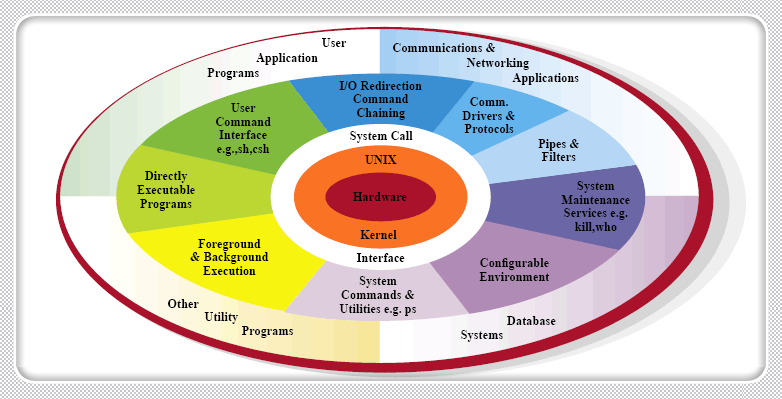 User
Application
Programs
Communications &
Networking
Applications
I/O Redirection
Command
Chaining
User
Command
Interface
e.g.,sh,csh
Comm.
Drivers &
Protocols
Pipes &
Filters
System Call
UNIX
Hardware
Kernel
Interface
Directly
Executable
Programs
System
Maintenance
Services e.g.
kill,who
Foreground
& Background
Execution
Configurable
Environment
System
Commands &
Utilities e.g. ps
Other
Utility
Programs
Database
Systems